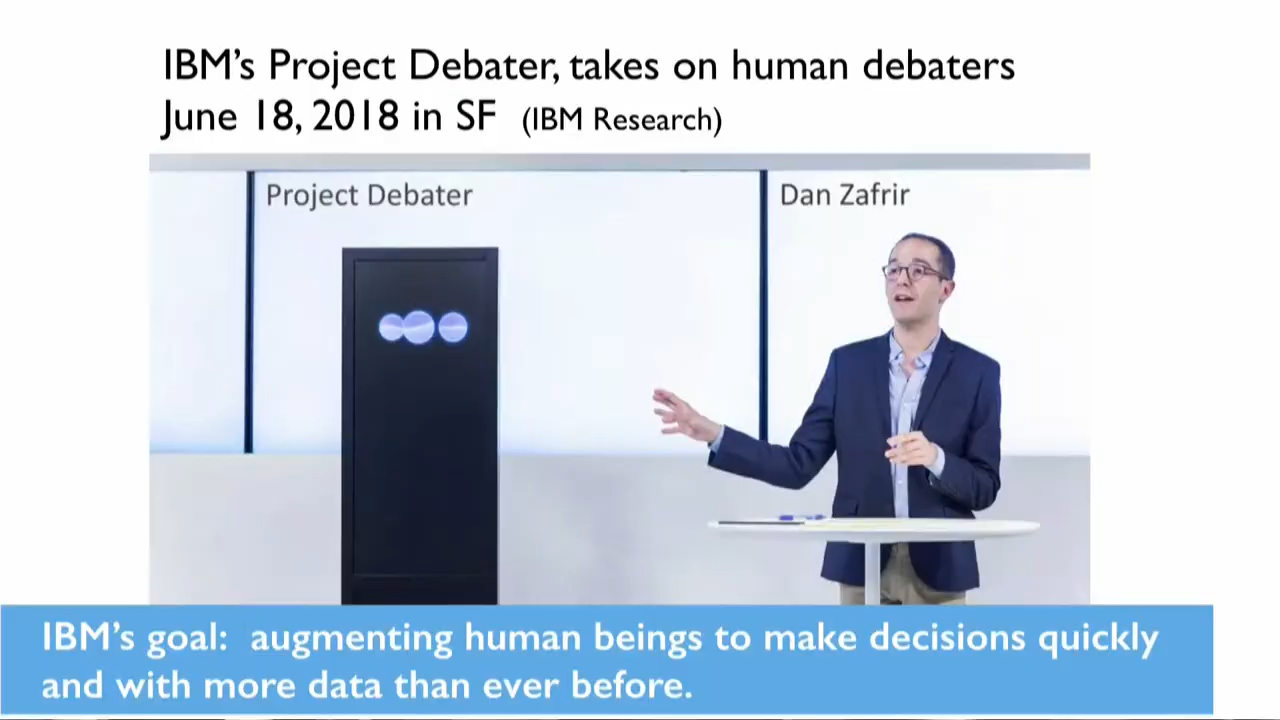 IBM's Project Debater, takes on human debaters
June 18, 2018 in SF (IBM Research)
Project Debater
Dan Zafrir
IBM's goal: augmenting human beings to make decisions quickly
and with more data than ever before.